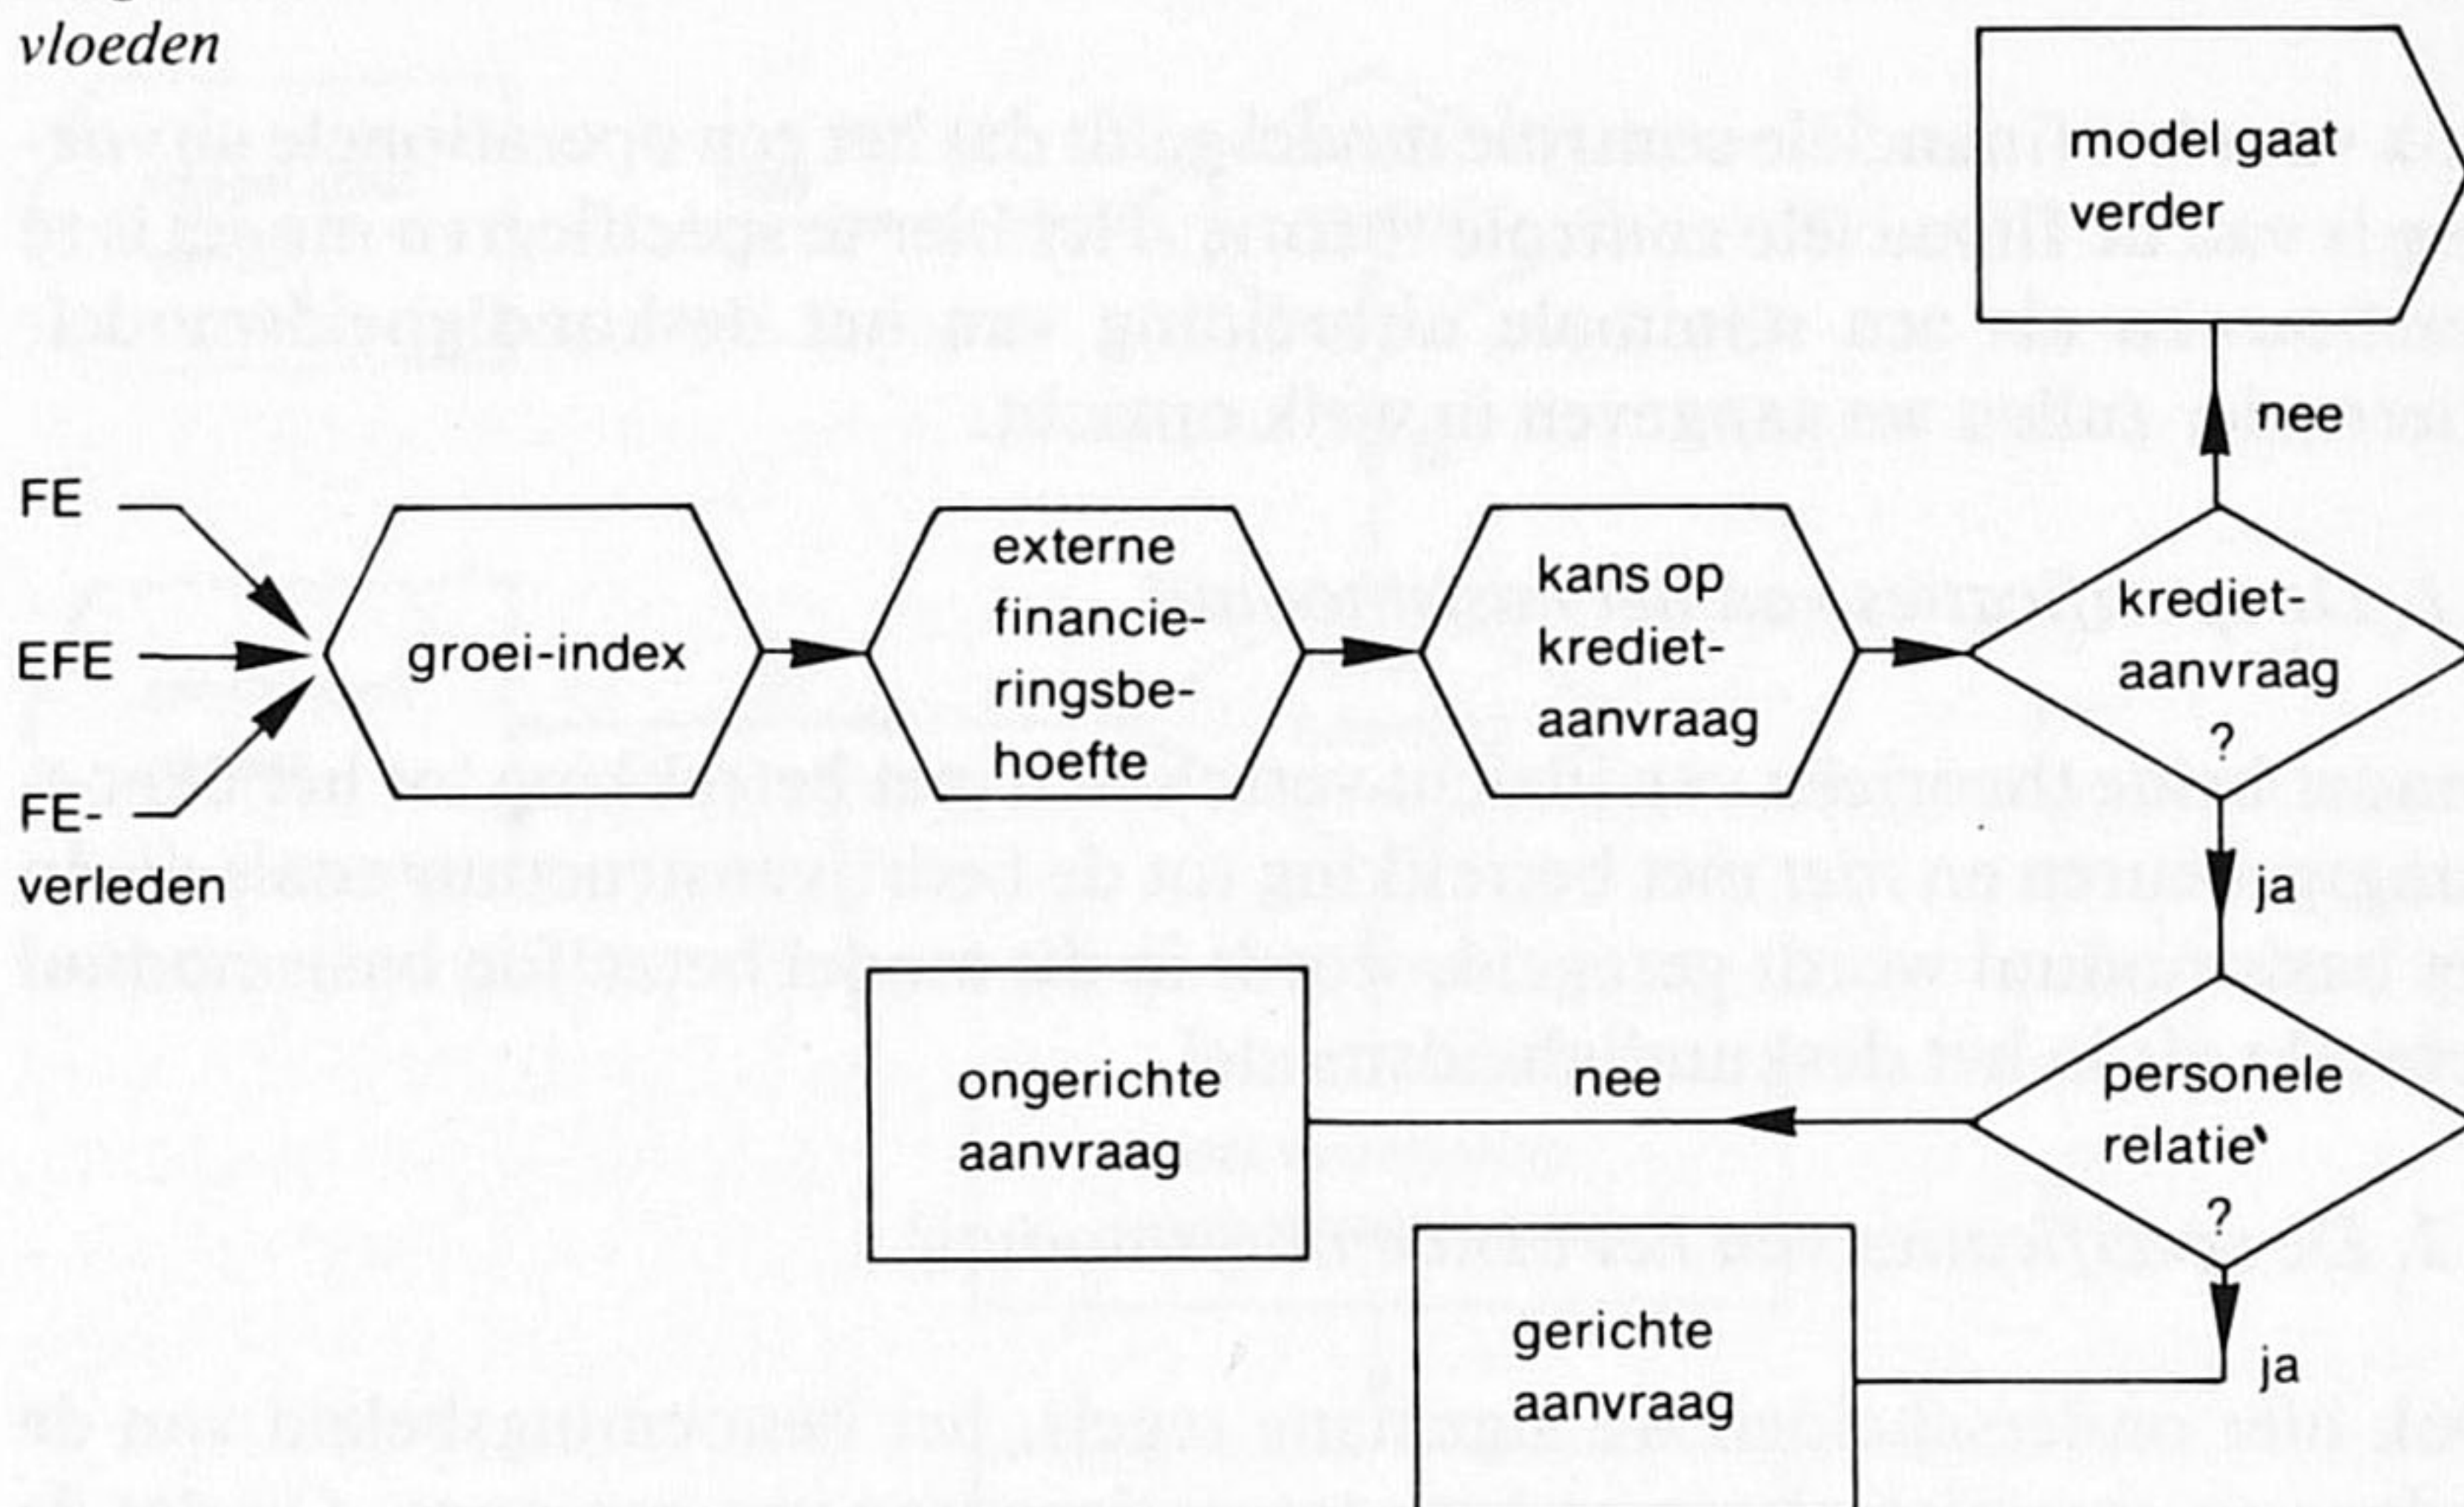 vloeden
model gaat
verder
nee
FE
EFE
FE-
verleden
groei-index
externe
financie-
ringsbe-
hoefte
kans op
krediet-
aanvraag
krediet-
aanvraag
?
ja
personele
relatie
?
nee
ongerichte
aanvraag
ja
gerichte
aanvraag